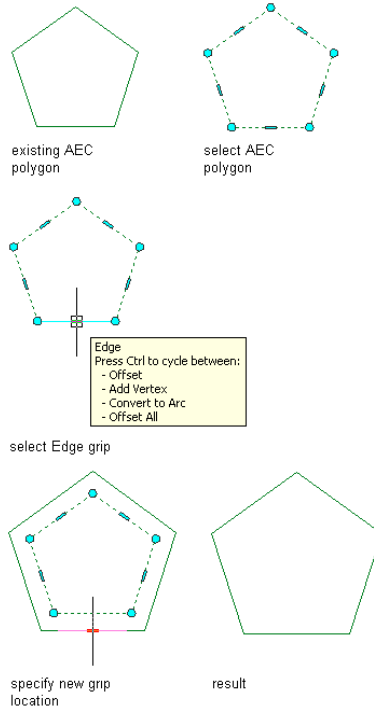 existing AEC
polygon
select AEC
polygon
Edge
Press Ctrl to cycle between:
- Offset
- Add Vertex
- Convert to Arc
- Offset All
select Edge grip
specify new grip
location
result